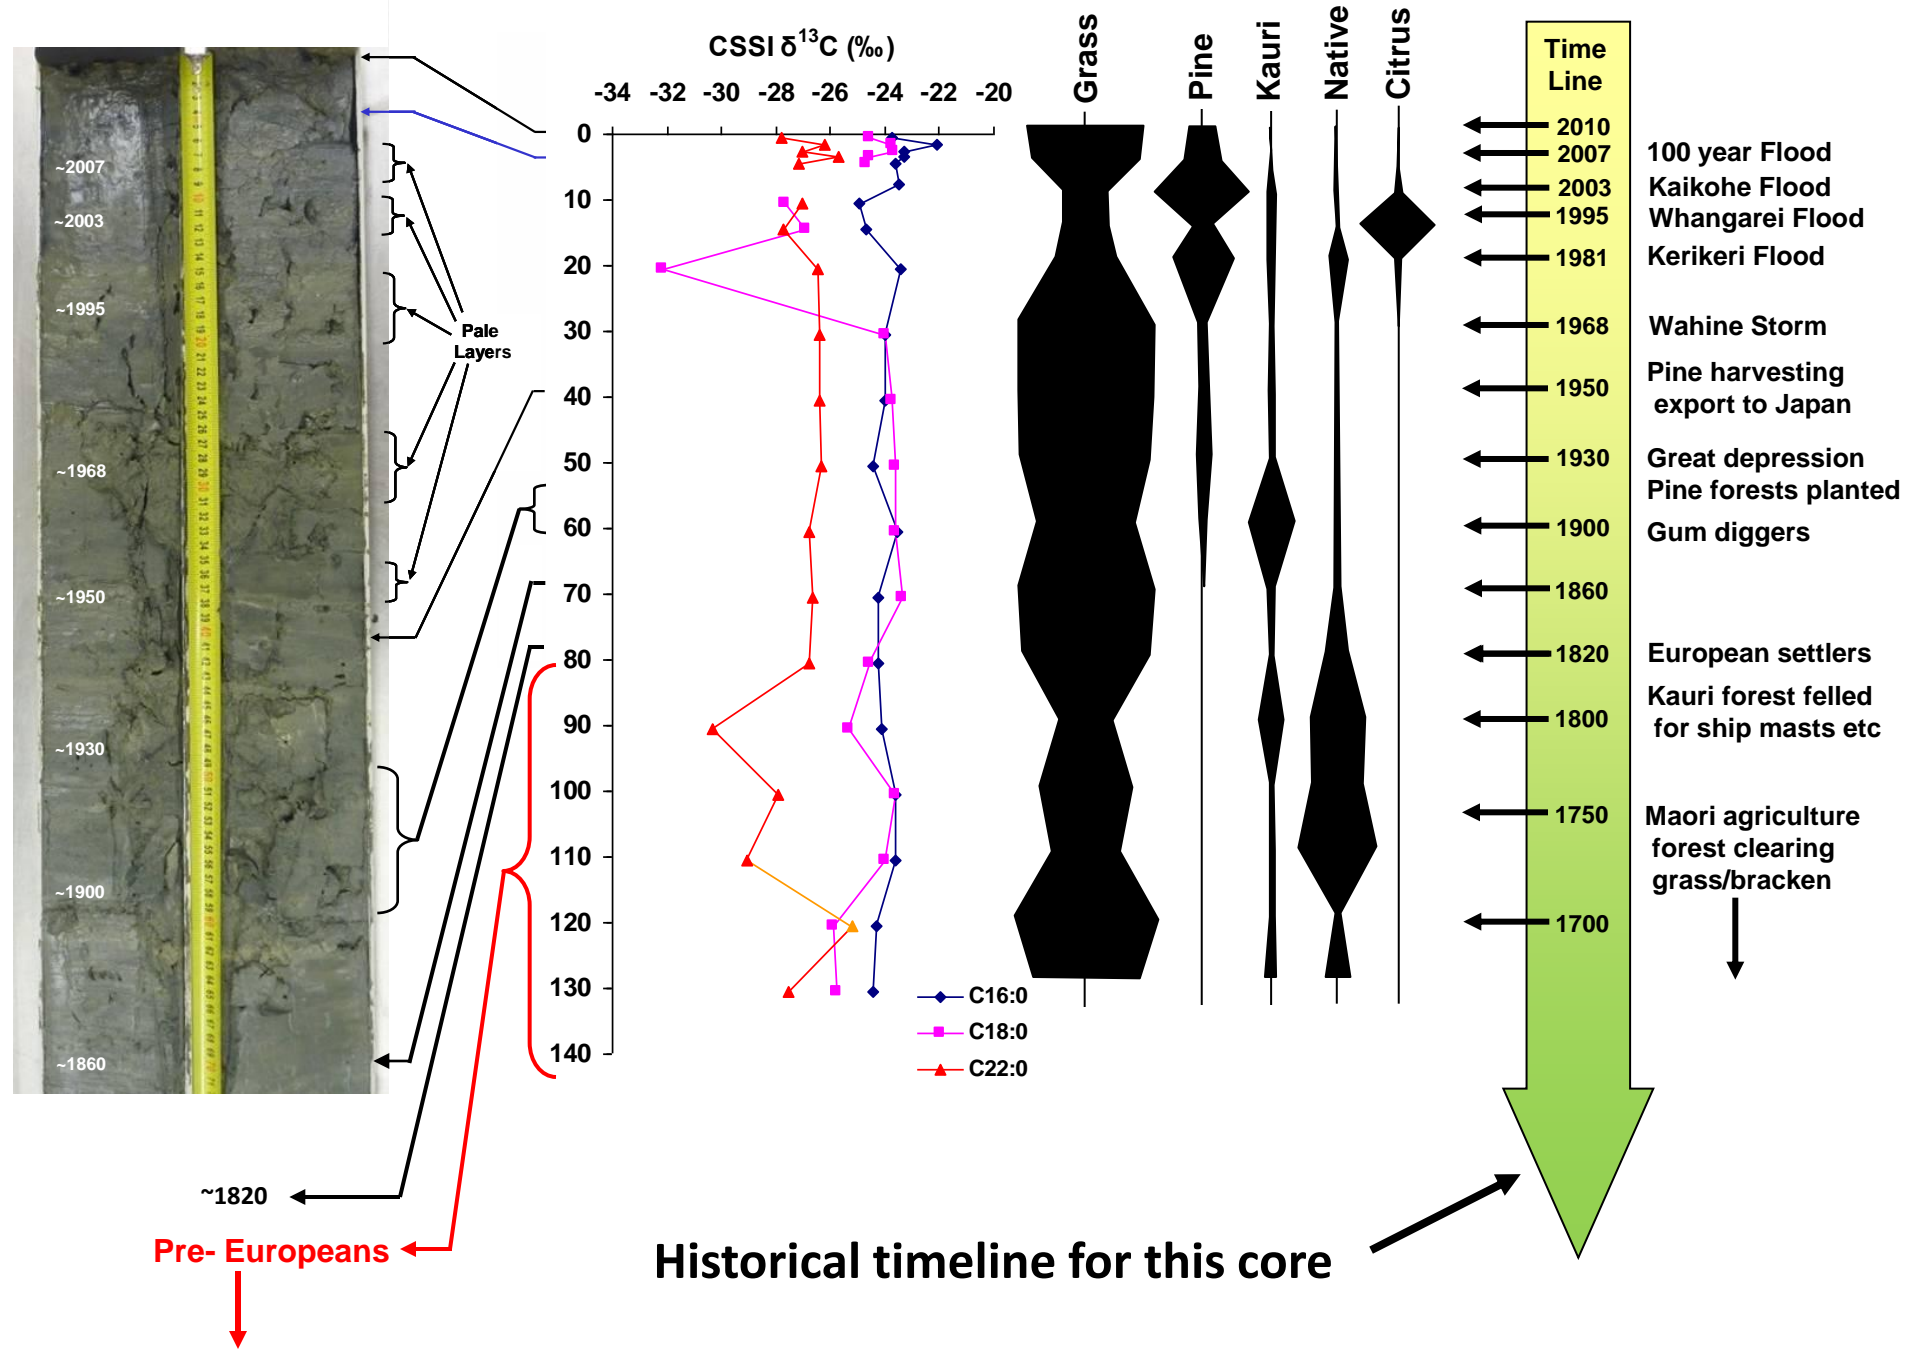 CSSI δ¹³C (‰)
-34 -32 -30 -28 -26 -24 -22 -20
0
10
20
30
40
50
60
70
80
90
100
110
120
130
140
C16:0
C18:0
C22:0
Grass
Pine
Kauri
Native
Citrus
~2007
~2003
~1995
~1968
~1950
~1930
~1900
~1860
Pale
Layers
~1820
Pre- Europeans
Time
Line
2010
2007 100 year Flood
2003 Kaikohe Flood
1995 Whangarei Flood
1981 Kerikeri Flood
1968 Wahine Storm
1950 Pine harvesting
export to Japan
1930 Great depression
Pine forests planted
1900 Gum diggers
1860
1820 European settlers
1800 Kauri forest felled
for ship masts etc
1750 Maori agriculture
forest clearing
grass/bracken
1700
Historical timeline for this core